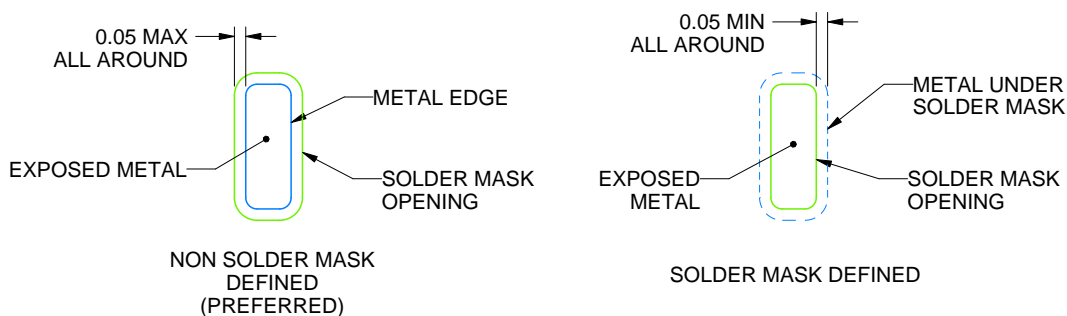 0.05 MAX
ALL AROUND
METAL EDGE
EXPOSED METAL
SOLDER MASK
OPENING
NON SOLDER MASK
DEFINED
(PREFERRED)
0.05 MIN
ALL AROUND
METAL UNDER
SOLDER MASK
EXPOSED
METAL
SOLDER MASK
OPENING
SOLDER MASK DEFINED